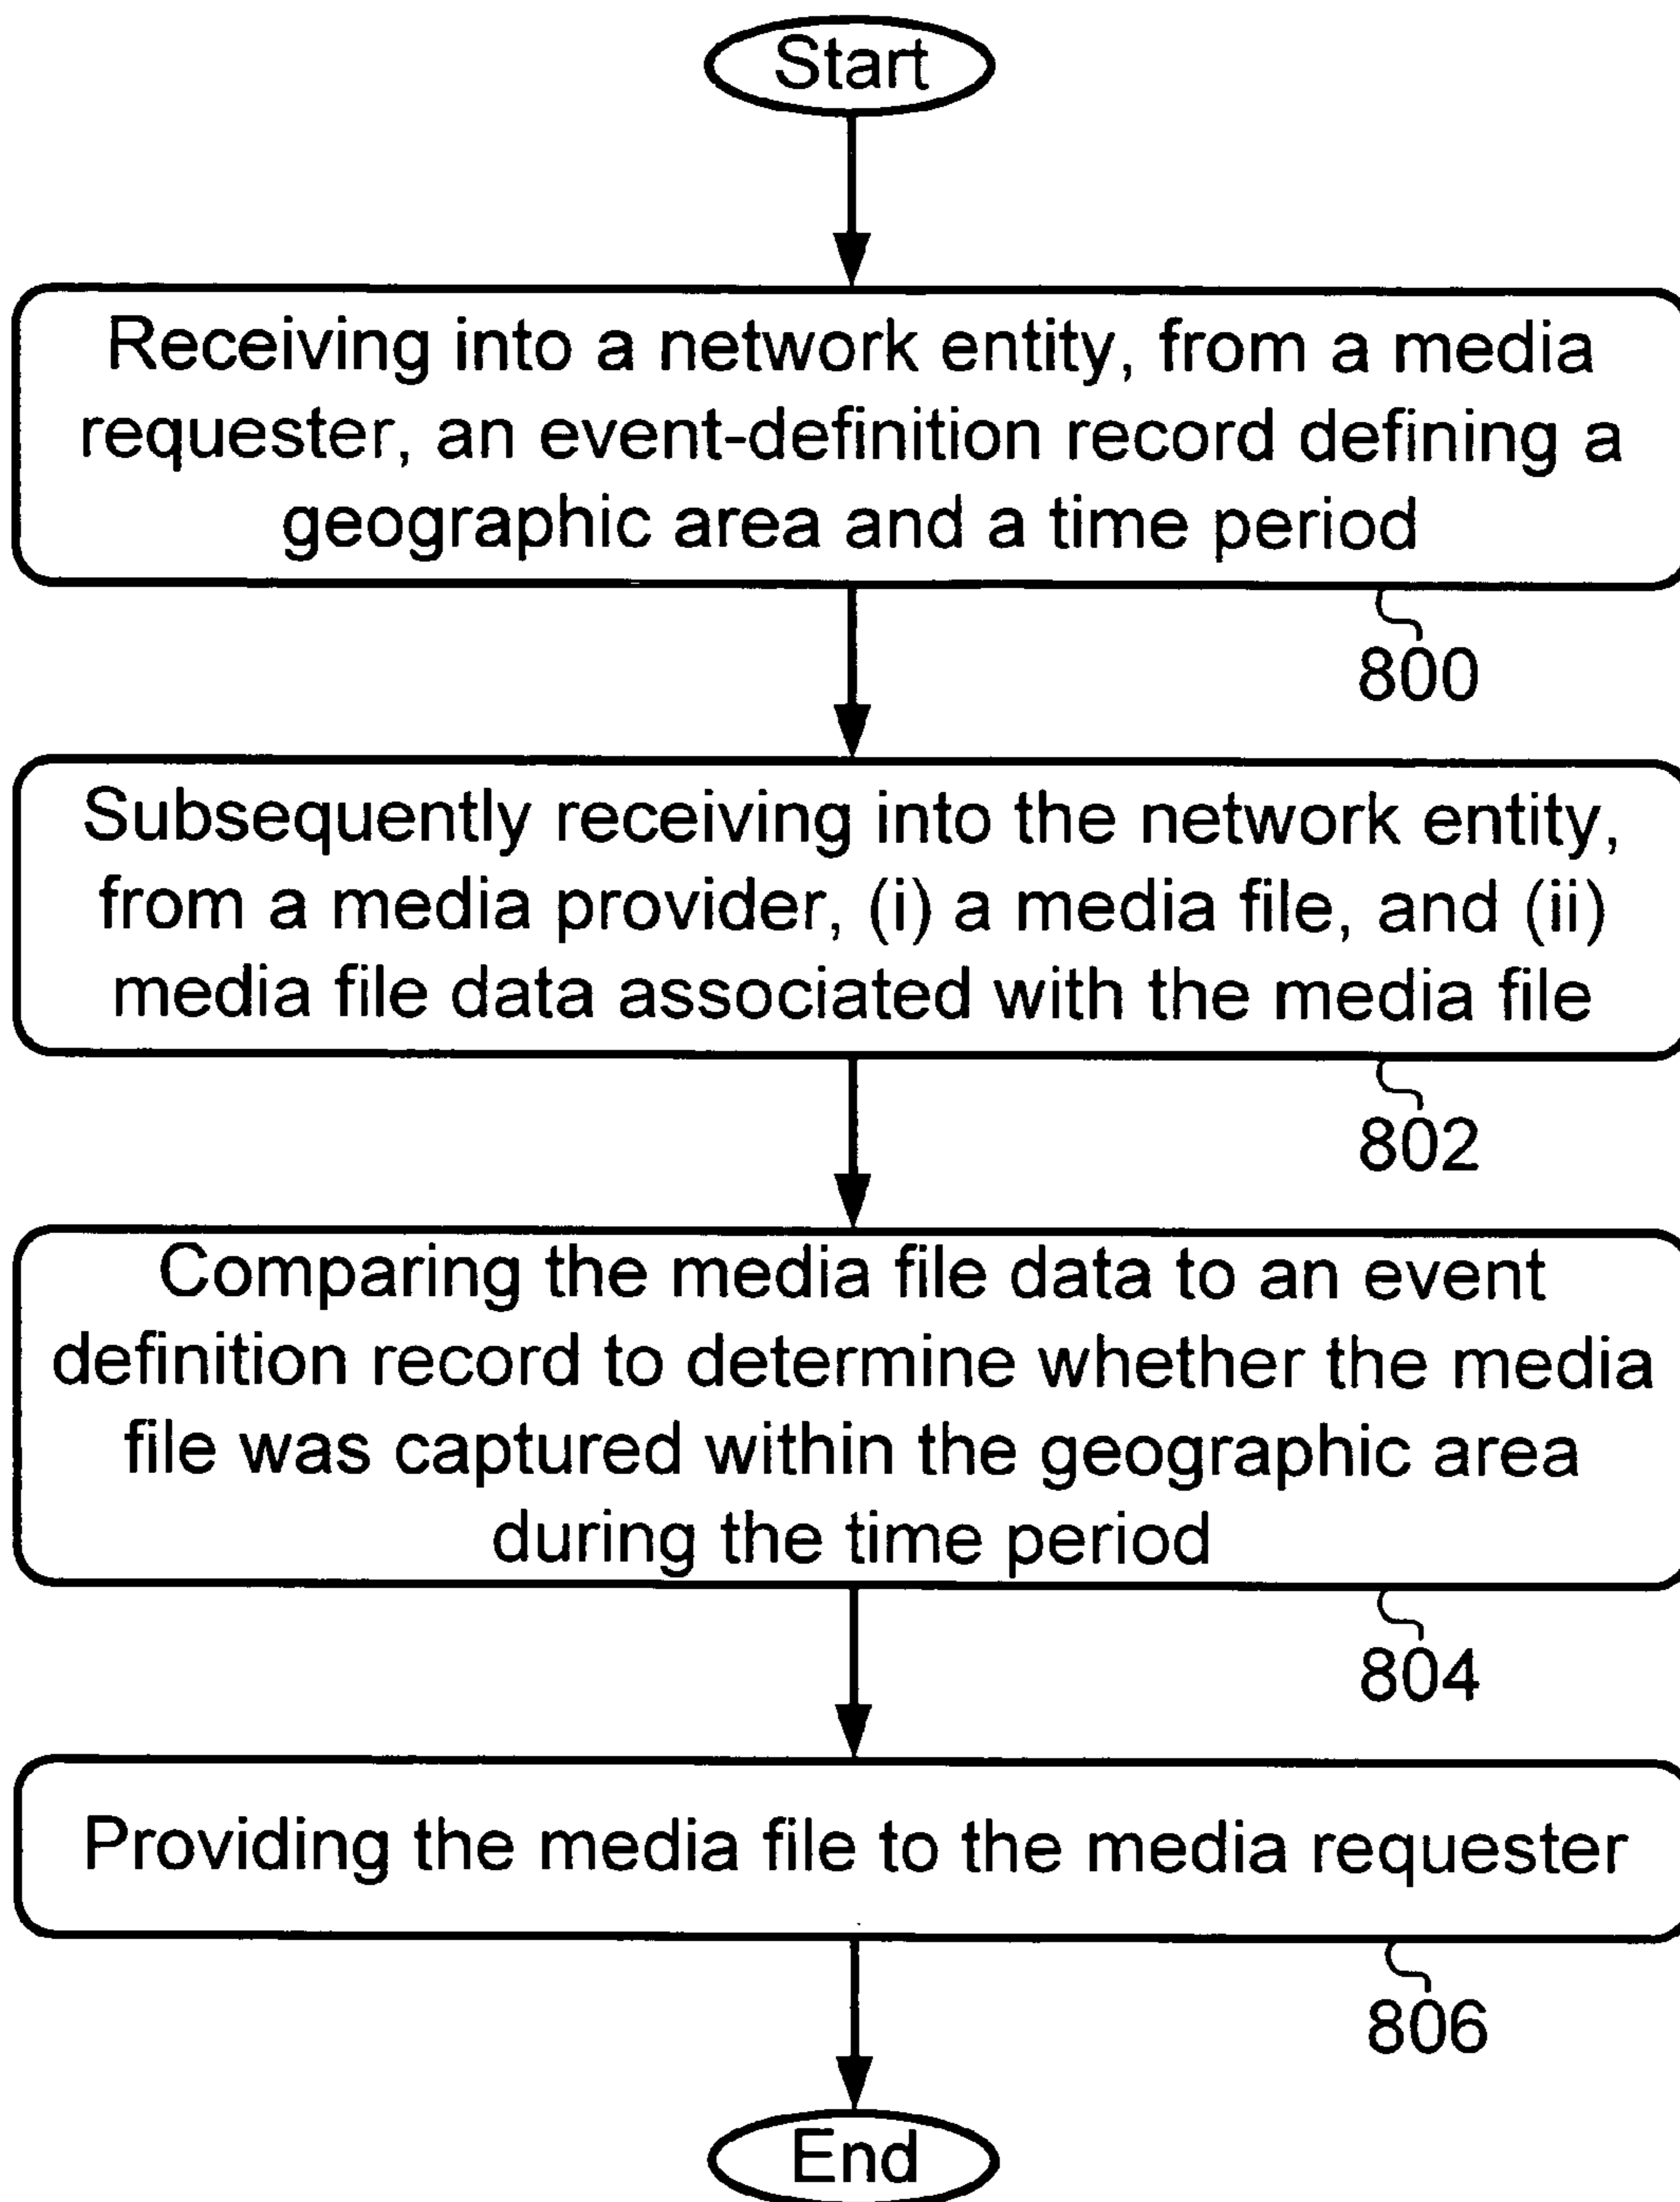 Start
Receiving into a network entity, from a media
requester, an event-definition record defining a
geographic area and a time period
800
Subsequently receiving into the network entity,
from a media provider, (i) a media file, and (ii)
media file data associated with the media file
802
Comparing the media file data to an event
definition record to determine whether the media
file was captured within the geographic area
during the time period
804
Providing the media file to the media requester
806
End